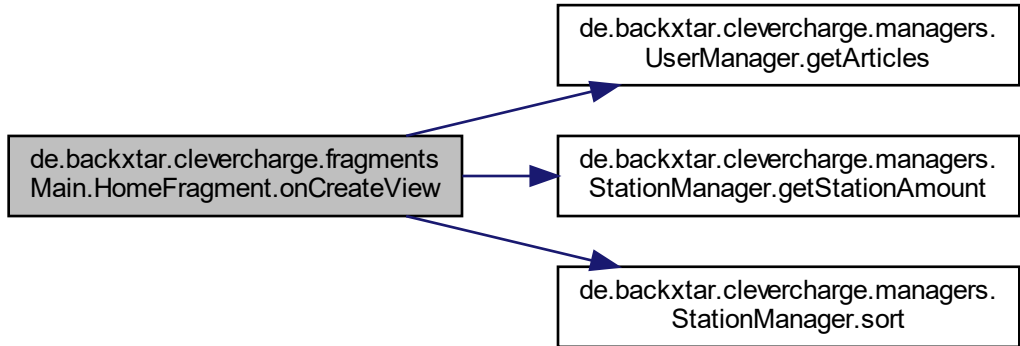 de.backxtar.clevercharge.managers.
UserManager.getArticles
de.backxtar.clevercharge.fragments
Main.HomeFragment.onCreateView
de.backxtar.clevercharge.managers.
StationManager.getStationAmount
de.backxtar.clevercharge.managers.
StationManager.sort